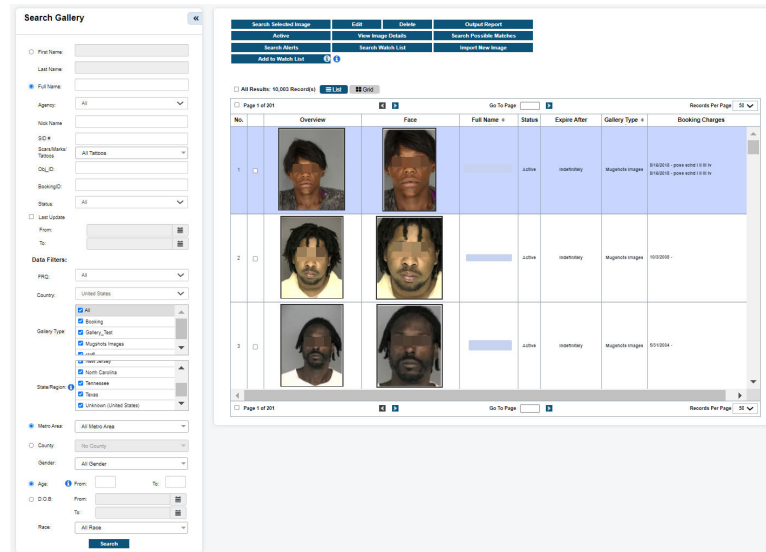 Search Gallery
«
First Name:
Last Name:
Full Name:
Agency: All
Nick Name
SID #
Scars/Marks/ Tattoos All Tattoos
Obj_ID:
BookingID:
Status: All
Last Update
From:
To:
Data Filters:
FRQ: All
Country: United States
Gallery Type: All
Booking
Gallery_Test
Mugshots Images
State/Region: New Jersey
North Carolina
Tennessee
Texas
Unknown (United States)
Metro Area: All Metro Area
County: No County
Gender: All Gender
Age: From: To:
D.O.B: From:
To:
Race: All Race
Search
Search Selected Image Edit Delete Output Report
Active View Image Details Search Possible Matches
Search Alerts Search Watch List Import New Image
Add to Watch List
All Results: 10,003 Record(s) List Grid
Page 1 of 201 Go To Page Records Per Page 50
No. Overview Face Full Name Status Expire After Gallery Type Booking Charges
1 Active Indefinitely Mugshots Images
2 Active Indefinitely Mugshots Images 10/3/2005 -
3 Active Indefinitely Mugshots Images 5/31/2004 -
Page 1 of 201 Go To Page Records Per Page 50